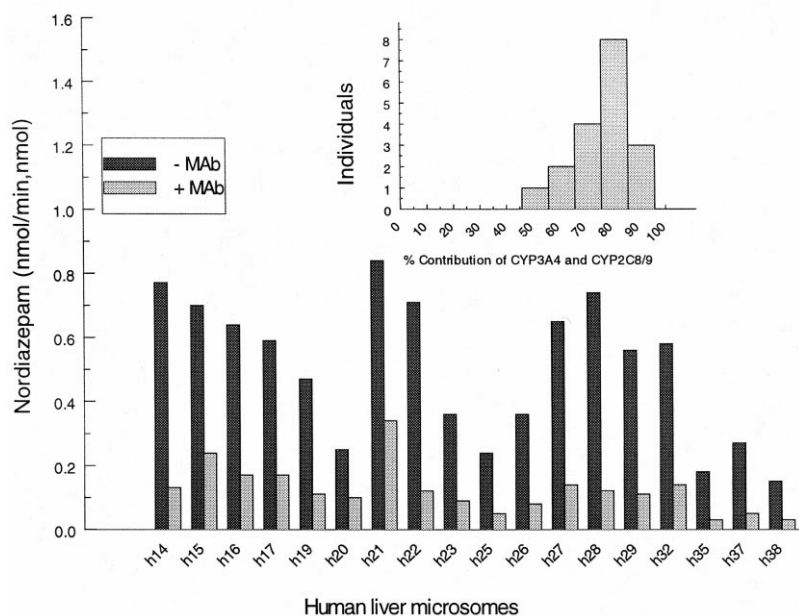 1.6
1.4
1.2
1.0
0.8
0.6
0.4
0.2
0.0
Nordiazepam (nmol/min,nmol)
- MAb
+ MAb
8
7
6
5
4
3
2
1
0
Individuals
0 10 20 30 40 50 60 70 80 90 100
% Contribution of CYP3A4 and CYP2C8/9
h14 h15 h16 h17 h19 h20 h21 h22 h23 h25 h26 h27 h28 h29 h32 h35 h37 h38
Human liver microsomes